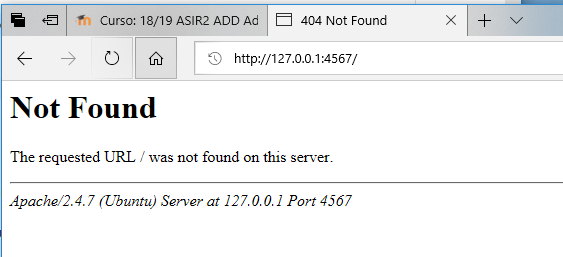 Curso: 18/19 ASIR2 ADD Ad
404 Not Found
http://127.0.0.1:4567/
Not Found
The requested URL / was not found on this server.
Apache/2.4.7 (Ubuntu) Server at 127.0.0.1 Port 4567